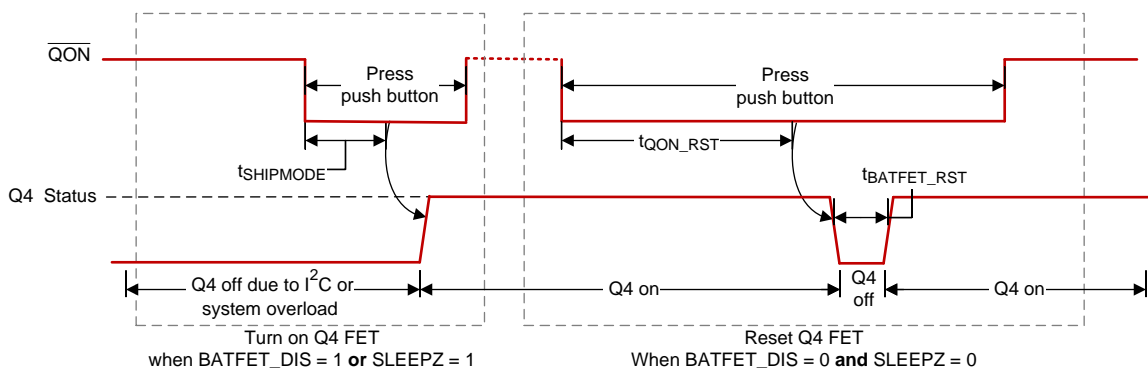 QON
Press
push button
Press
push button
tSHIPMODE
tQON_RST
tBATFET_RST
Q4 Status
Q4 off due to I2C or
system overload
Q4 on
Q4
off
Q4 on
Turn on Q4 FET
when BATFET_DIS = 1 or SLEEPZ = 1
Reset Q4 FET
When BATFET_DIS = 0 and SLEEPZ = 0